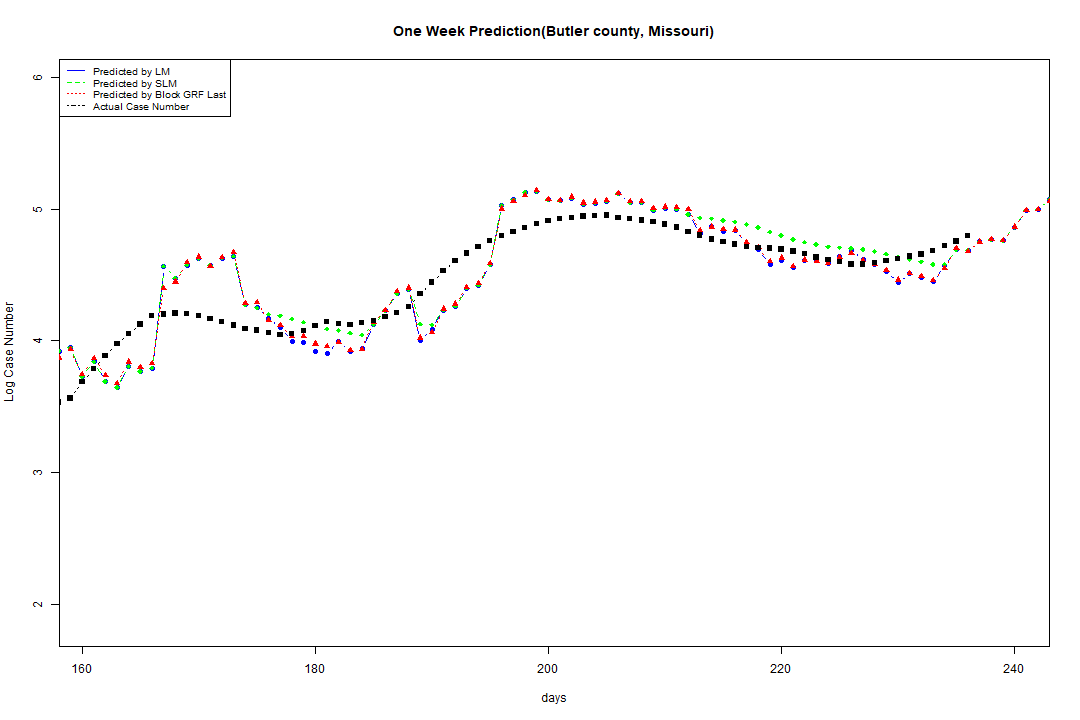 One Week Prediction(Butler county, Missouri)
Predicted by LM
Predicted by SLM
Predicted by Block GRF Last
Actual Case Number
6
5
4
3
2
Log Case Number
160 180 200 220 240
days